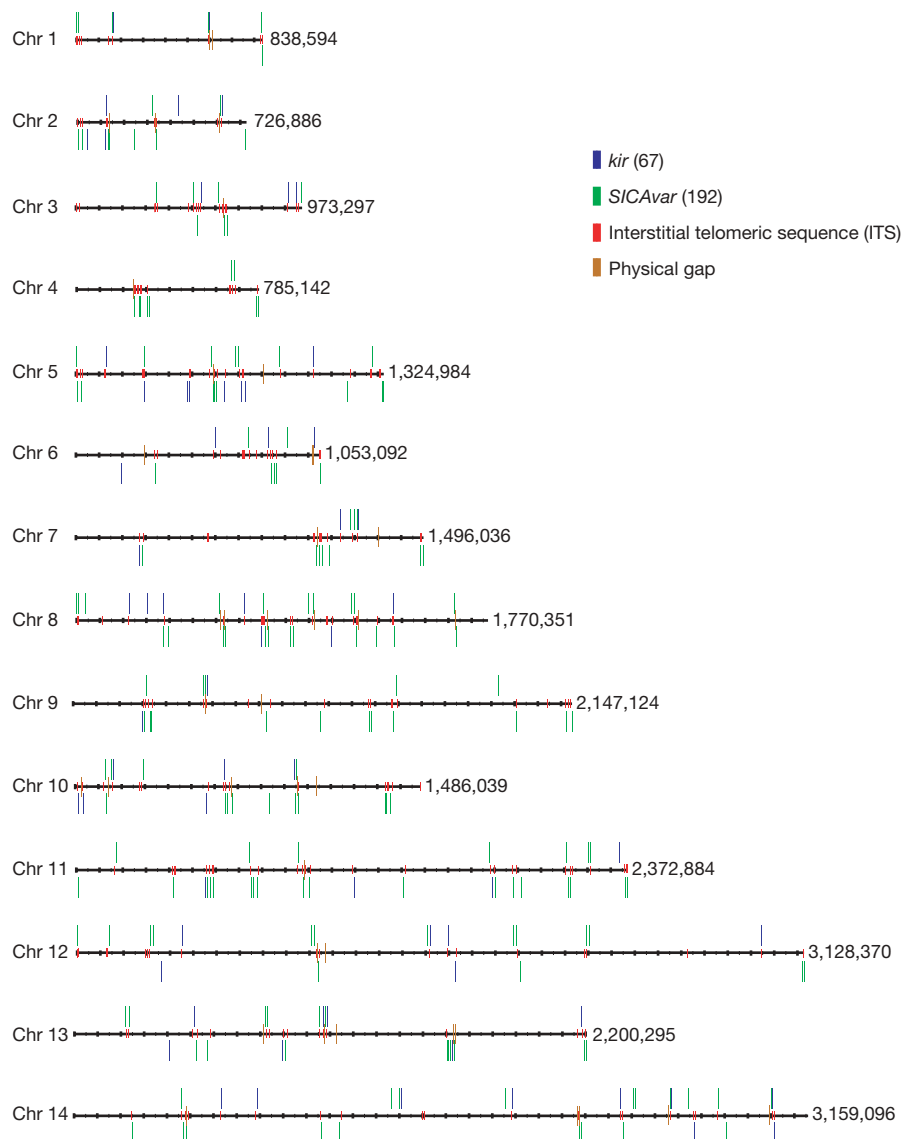 Chr 1
838,594
Chr 2
726,886
kir (67)
SICAvar (192)
Interstitial telomeric sequence (ITS)
Physical gap
Chr 3
973,297
Chr 4
785,142
Chr 5
1,324,984
Chr 6
1,053,092
Chr 7
1,496,036
Chr 8
1,770,351
Chr 9
2,147,124
Chr 10
1,486,039
Chr 11
2,372,884
Chr 12
3,128,370
Chr 13
2,200,295
Chr 14
3,159,096